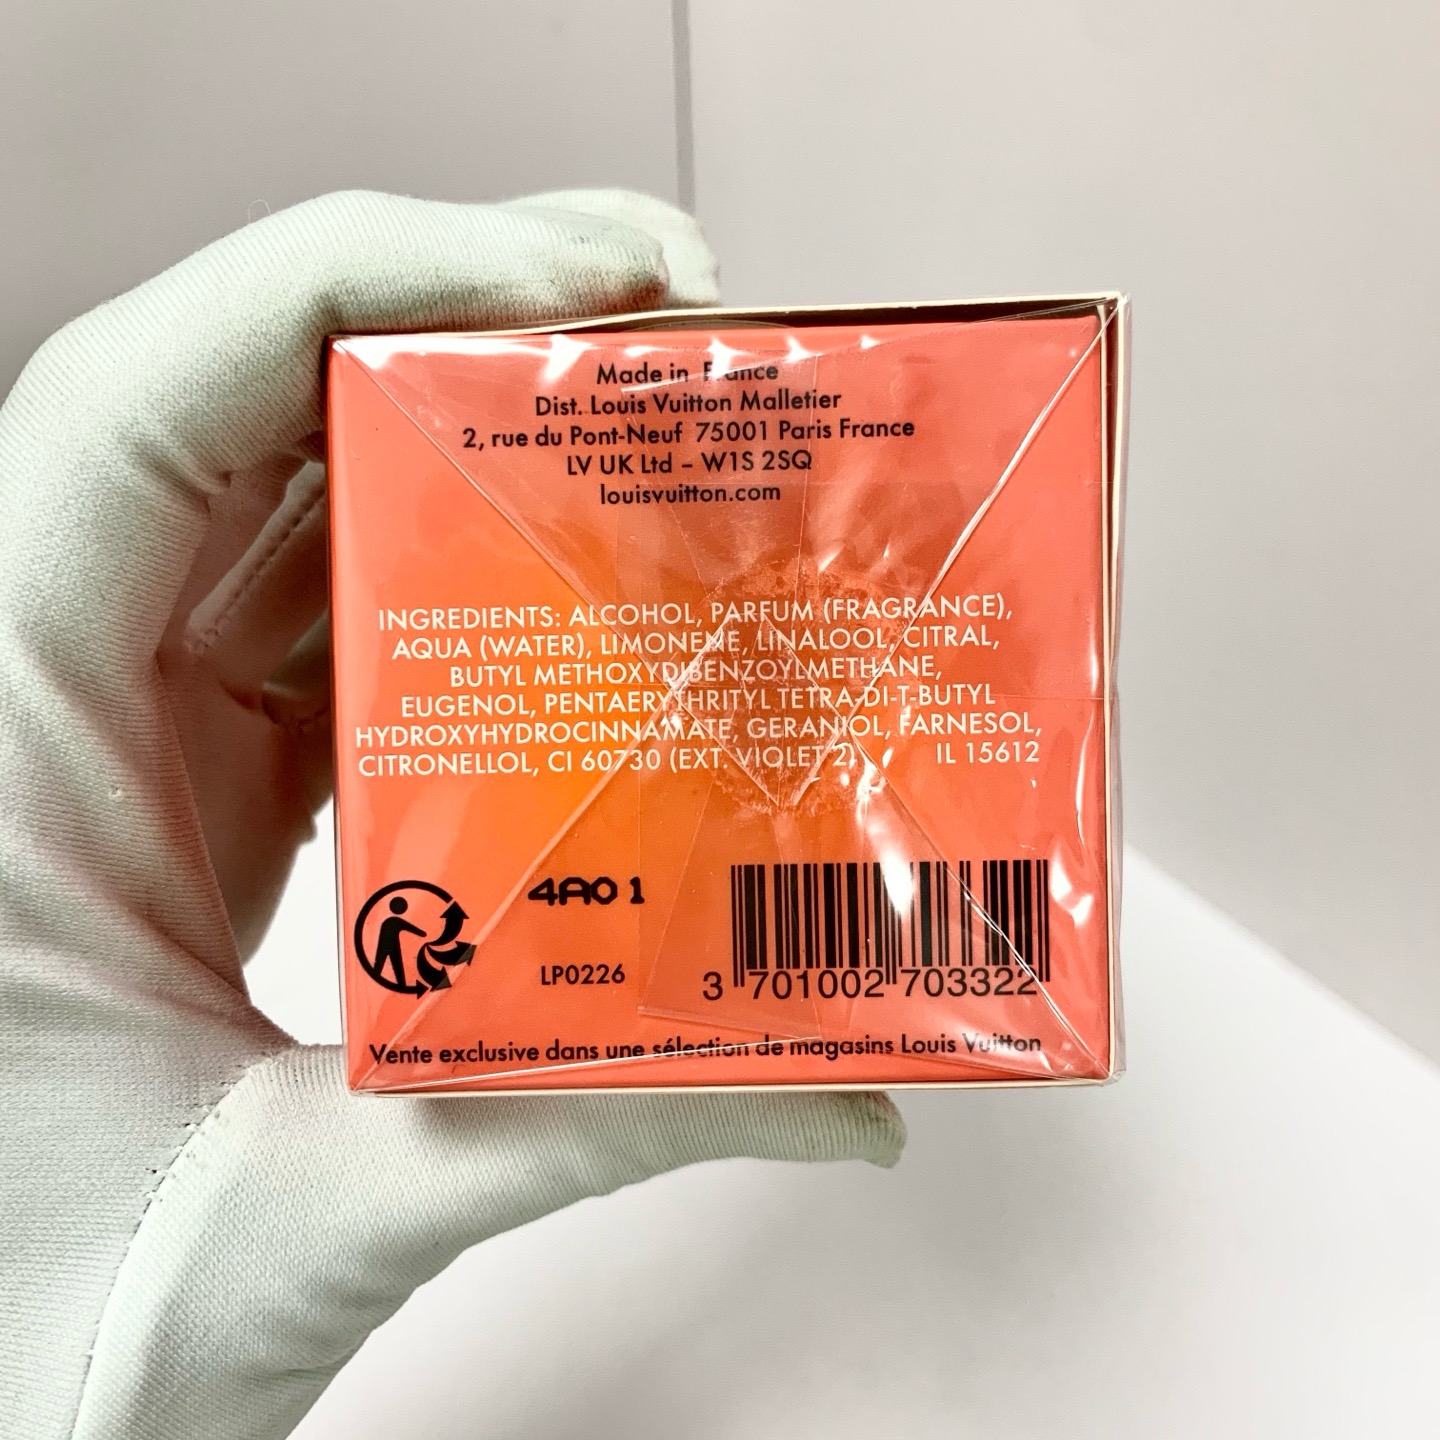 Made in France
Dist. Louis Vuitton Malletier
2, rue du Pont-Neuf 75001 Paris France
LV UK Ltd – W1S 2SQ
louisvuitton.com
INGREDIENTS: ALCOHOL, PARFUM (FRAGRANCE),
AQUA (WATER), LIMONENE, LINALOOL, CITRAL,
BUTYL METHOXYDIBENZOYLMETHANE,
EUGENOL, PENTAERYTHRITYL TETRA-DI-T-BUTYL
HYDROXYHYDROCINNAMATE, GERANIOL, FARNESOL,
CITRONELLOL, CI 60730 (EXT. VIOLET 2). IL 15612
4A01
LP0226
3 701002 703322
Vente exclusive dans une sélection de magasins Louis Vuitton